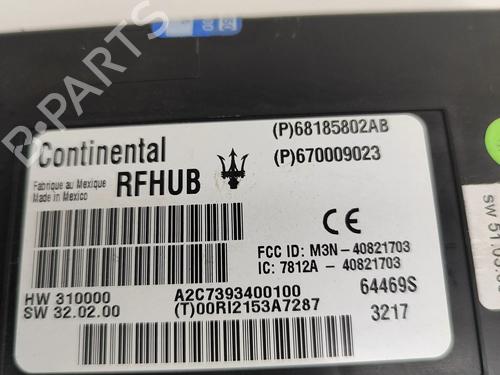 (P)68185802AB
Continental
(P)670009023
Fabrique au Mexique
Made in Mexico
RFHUB
CE
FCC ID: M3N-40821703
IC: 7812A - 40821703
HW 310000
A2C7393400100
64469S
SW 32.02.00
(T)00RI2153A7287
3217
B-PARTS